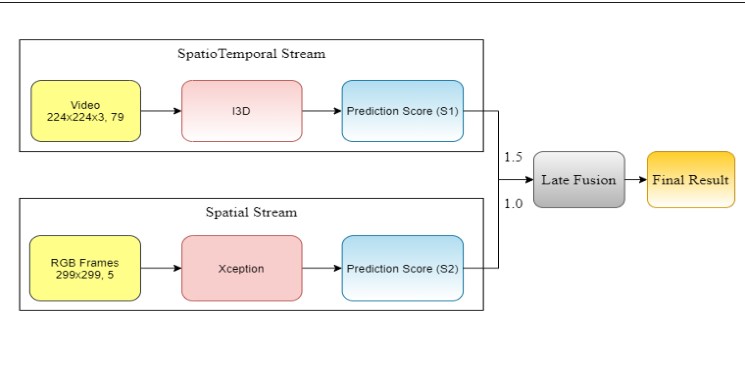 SpatioTemporal Stream
Video
224x224x3, 79
I3D
Prediction Score (S1)
1.5
Late Fusion
Final Result
1.0
Spatial Stream
RGB Frames
299x299, 5
Xception
Prediction Score (S2)